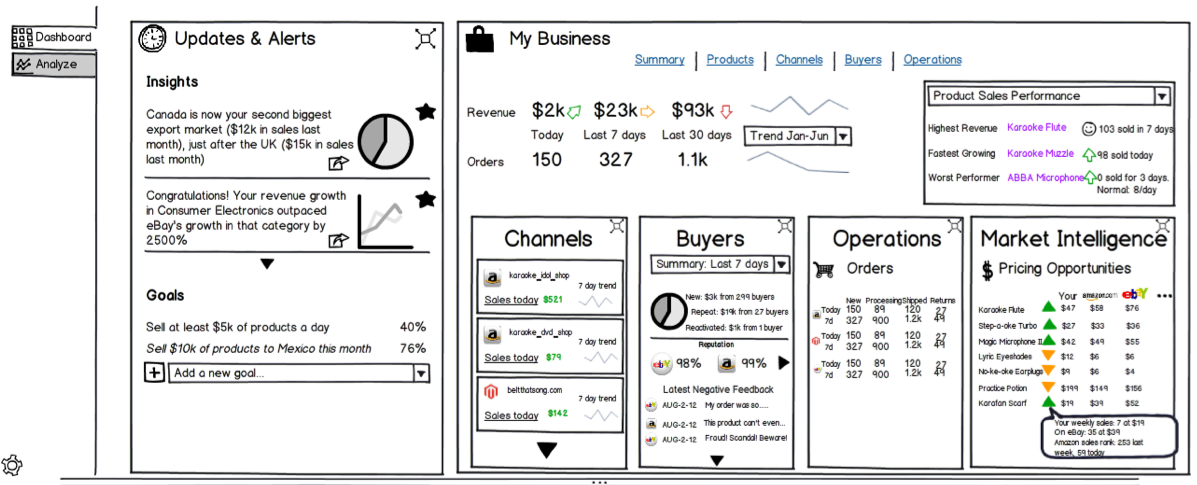 Dashboard
Analyze
Updates & Alerts
Insights
Canada is now your second biggest
export market ($12k in sales last
month), just after the UK ($15k in sales
last month)
Congratulations! Your revenue growth
in Consumer Electronics outpaced
eBay's growth in that category by
2500%
Goals
Sell at least $5k of products a day 40%
Sell $10k of products to Mexico this month 76%
+ Add a new goal...
My Business
Summary | Products | Channels | Buyers | Operations
Revenue $2k $23k $93k
Today Last 7 days Last 30 days Trend Jan-Jun
Orders 150 327 1.1k
Product Sales Performance
Highest Revenue Karaoke Flute 103 sold in 7 days
Fastest Growing Karaoke Muzzle 98 sold today
Worst Performer ABBA Microphone 0 sold for 3 days.
Normal: 8/day
Channels
karaoke_idol_shop
7 day trend
Sales today $521
karaoke_dvd_shop
7 day trend
Sales today $79
beltthatsong.com
7 day trend
Sales today $142
Buyers
Summary: Last 7 days
New: $3k from 299 buyers
Repeat: $19k from 27 buyers
Reactivated: $1k from 1 buyer
Reputation
ebY 98% a 99%
Latest Negative Feedback
ebY AUG-2-12 My order was so.....
a AUG-2-12 This product can't even...
ebY AUG-2-12 Fraud! Scandal! Beware!
Operations
Orders
New Processing Shipped Returns
a Today 150 89 120 27
7d 327 900 1.2k 49
Today 150 89 120 27
7d 327 900 1.2k 49
Today 150 89 120 27
7d 327 900 1.2k 49
Market Intelligence
$ Pricing Opportunities
Your amazon.com ebY ...
Karaoke Flute $47 $58 $76
Step-a-oke Turbo $27 $33 $36
Magic Microphone II $42 $49 $55
Lyric Eyeshades $12 $6 $6
No-ke-oke Earplugs $9 $6 $4
Practice Potion $199 $149 $156
Karafan Scarf $19 $39 $52
Your weekly sales: 7 at $19
On eBay: 35 at $39
Amazon sales rank: 253 last
week, 59 today